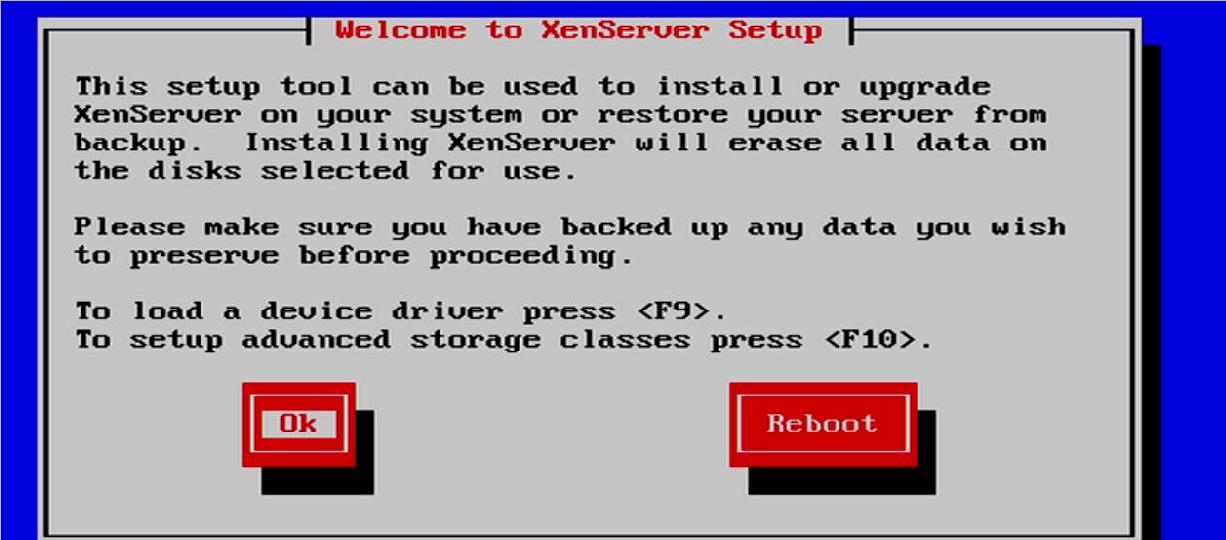 Welcome to XenServer Setup
This setup tool can be used to install or upgrade
XenServer on your system or restore your server from
backup.  Installing XenServer will erase all data on
the disks selected for use.
Please make sure you have backed up any data you wish
to preserve before proceeding.
To load a device driver press <F9>.
To setup advanced storage classes press <F10>.
Ok
Reboot